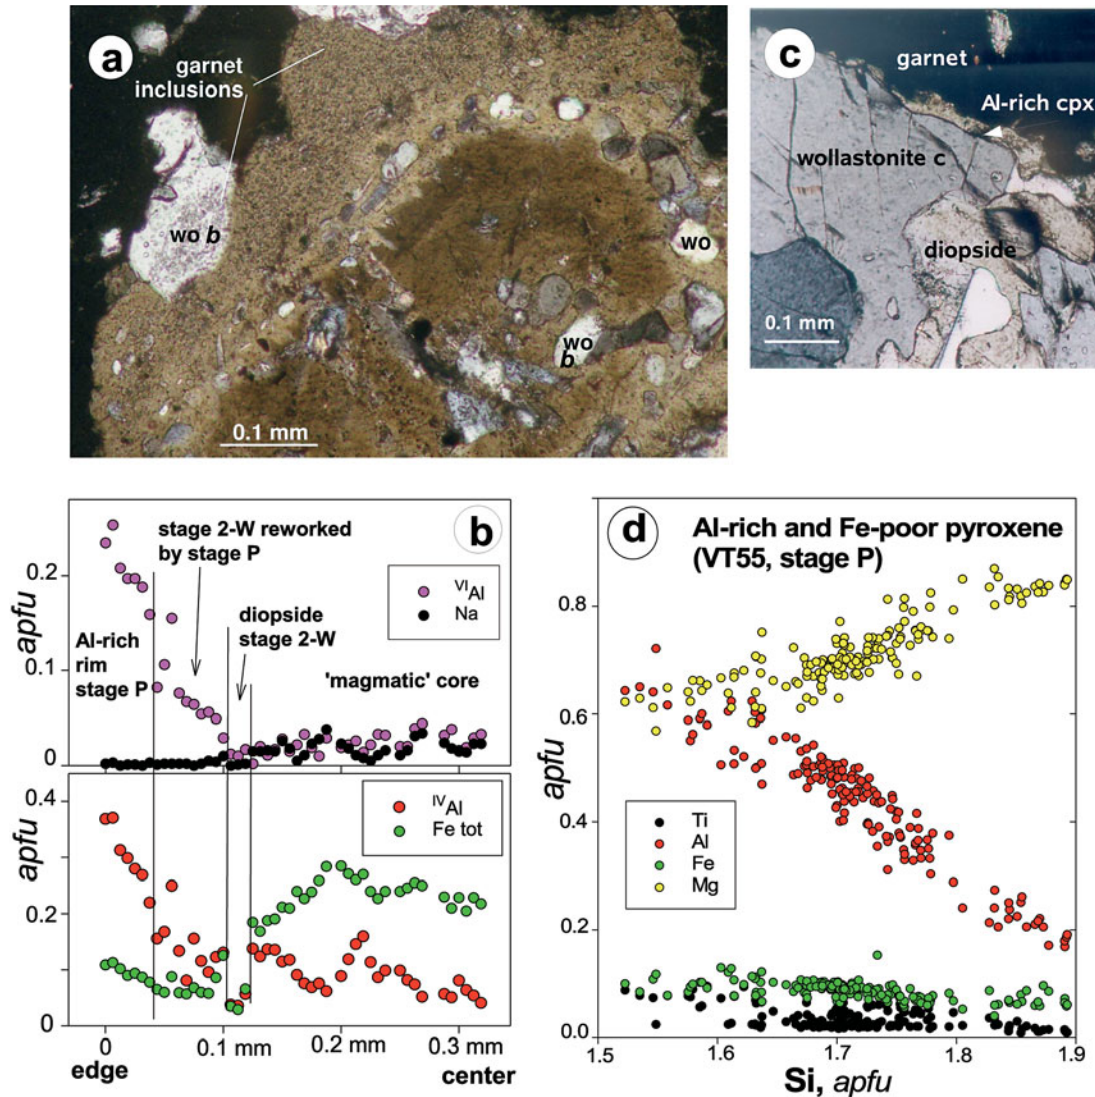 a
garnet
inclusions
wo b
wo
wo
b
0.1 mm
c
garnet
Al-rich cpx
wollastonite c
diopside
0.1 mm
b
stage 2-W reworked
by stage P
VIAl
Na
diopside
stage 2-W
Al-rich
rim
stage P
'magmatic' core
apfu
0.2
0.1
0
IVAl
Fe tot
apfu
0.4
0.2
0
0
0.1 mm
0.2 mm
0.3 mm
edge
center
d
Al-rich and Fe-poor pyroxene
(VT55, stage P)
apfu
0.8
0.6
0.4
0.2
0.0
Ti
Al
Fe
Mg
1.5
1.6
1.7
1.8
1.9
Si, apfu